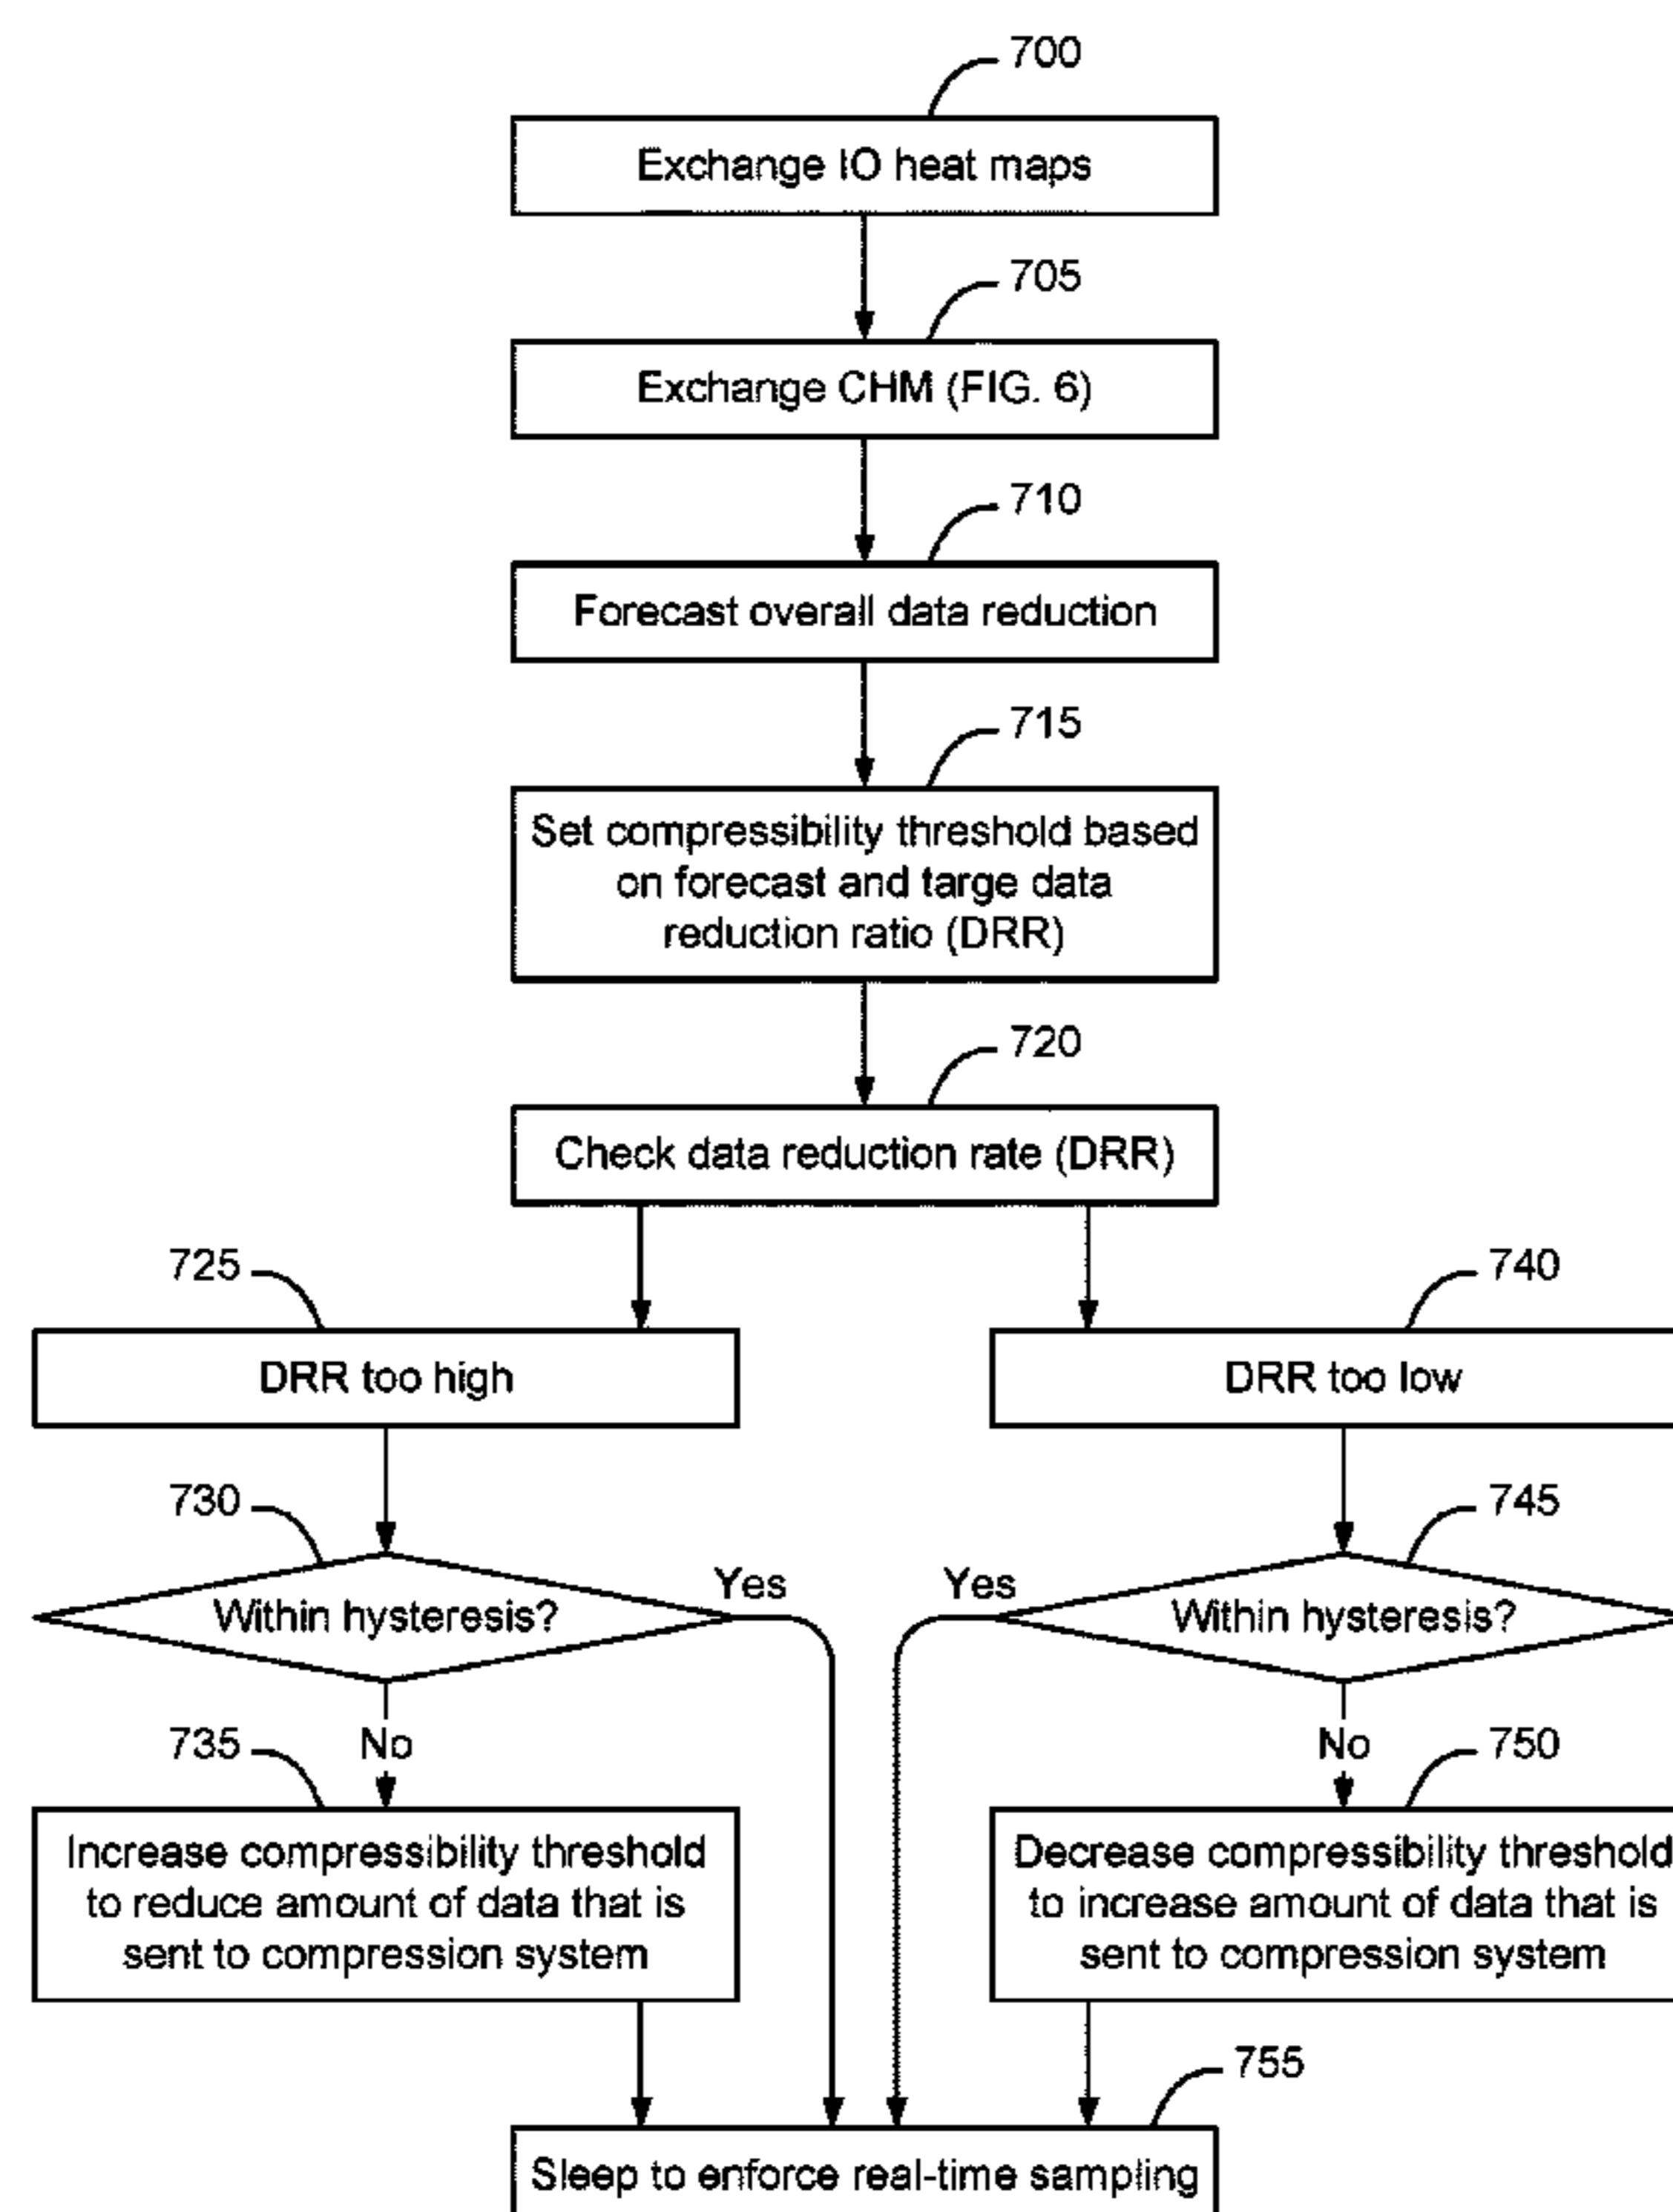 700
Exchange IO heat maps
705
Exchange CHM (FIG. 6)
710
Forecast overall data reduction
715
Set compressibility threshold based
on forecast and targe data
reduction ratio (DRR)
720
Check data reduction rate (DRR)
725
DRR too high
740
DRR too low
730
Within hysteresis?
Yes
No
745
Within hysteresis?
Yes
No
735
Increase compressibility threshold
to reduce amount of data that is
sent to compression system
750
Decrease compressibility threshold
to increase amount of data that is
sent to compression system
755
Sleep to enforce real-time sampling